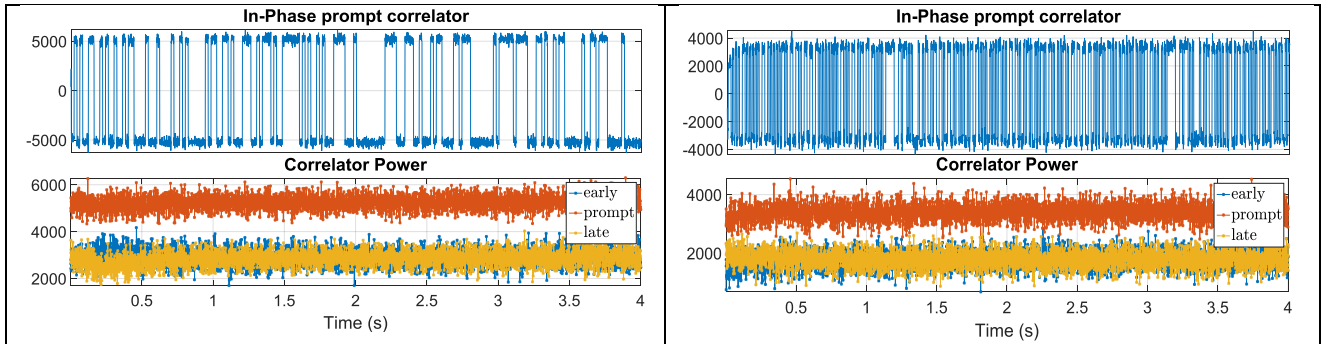 In-Phase prompt correlator
5000
0
-5000
Correlator Power
6000
4000
2000
early
prompt
late
0.5 1 1.5 2 2.5 3 3.5 4
Time (s)
In-Phase prompt correlator
4000
2000
0
-2000
-4000
Correlator Power
4000
2000
early
prompt
late
0.5 1 1.5 2 2.5 3 3.5 4
Time (s)